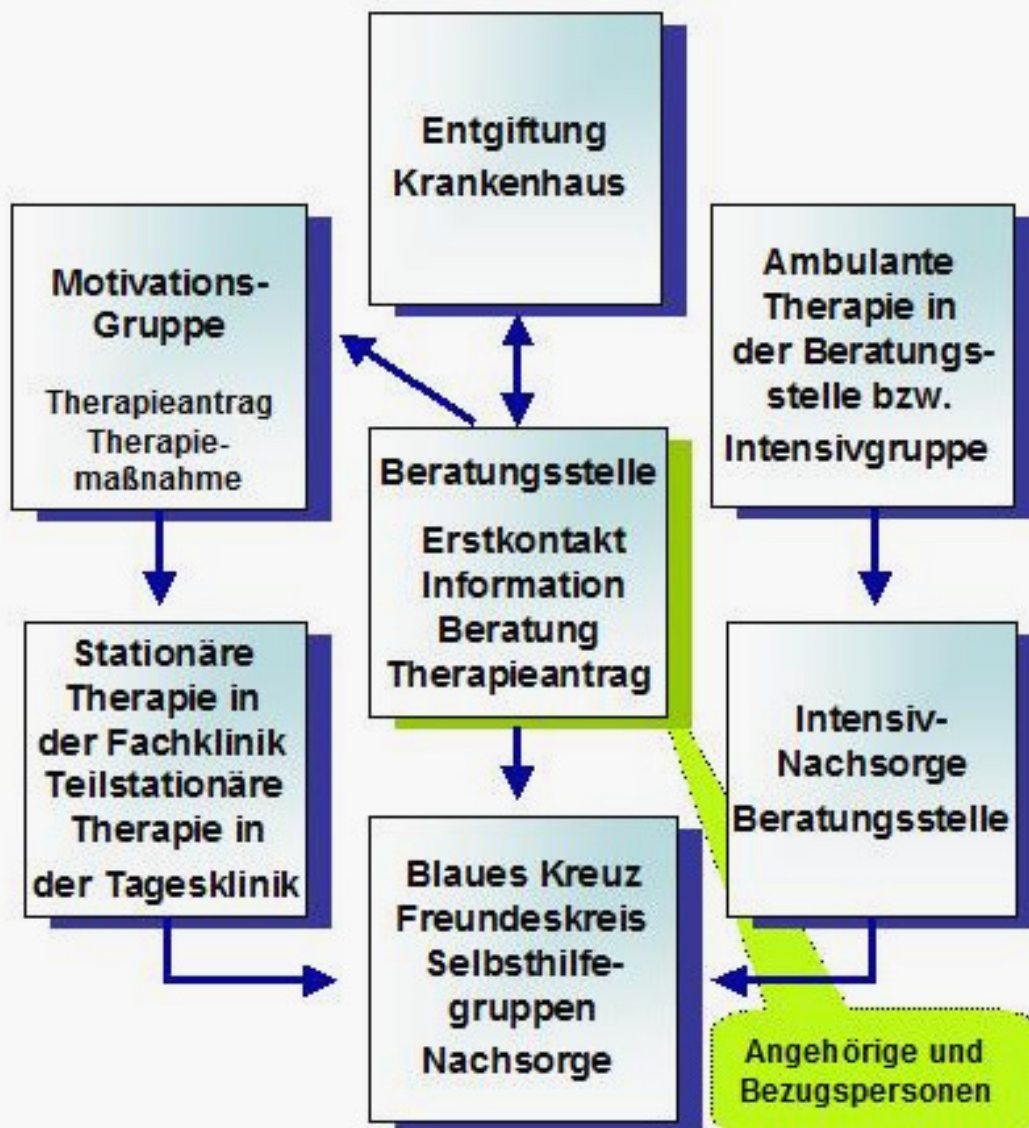 Entgiftung
Krankenhaus
Motivations-
Gruppe
Therapieantrag
Therapie-
maßnahme
Ambulante
Therapie in
der Beratungs-
stelle bzw.
Intensivgruppe
Beratungsstelle
Erstkontakt
Information
Beratung
Therapieantrag
Stationäre
Therapie in
der Fachklinik
Teilstationäre
Therapie in
der Tagesklinik
Intensiv-
Nachsorge
Beratungsstelle
Blaues Kreuz
Freundeskreis
Selbsthilfe-
gruppen
Nachsorge
Angehörige und
Bezugspersonen